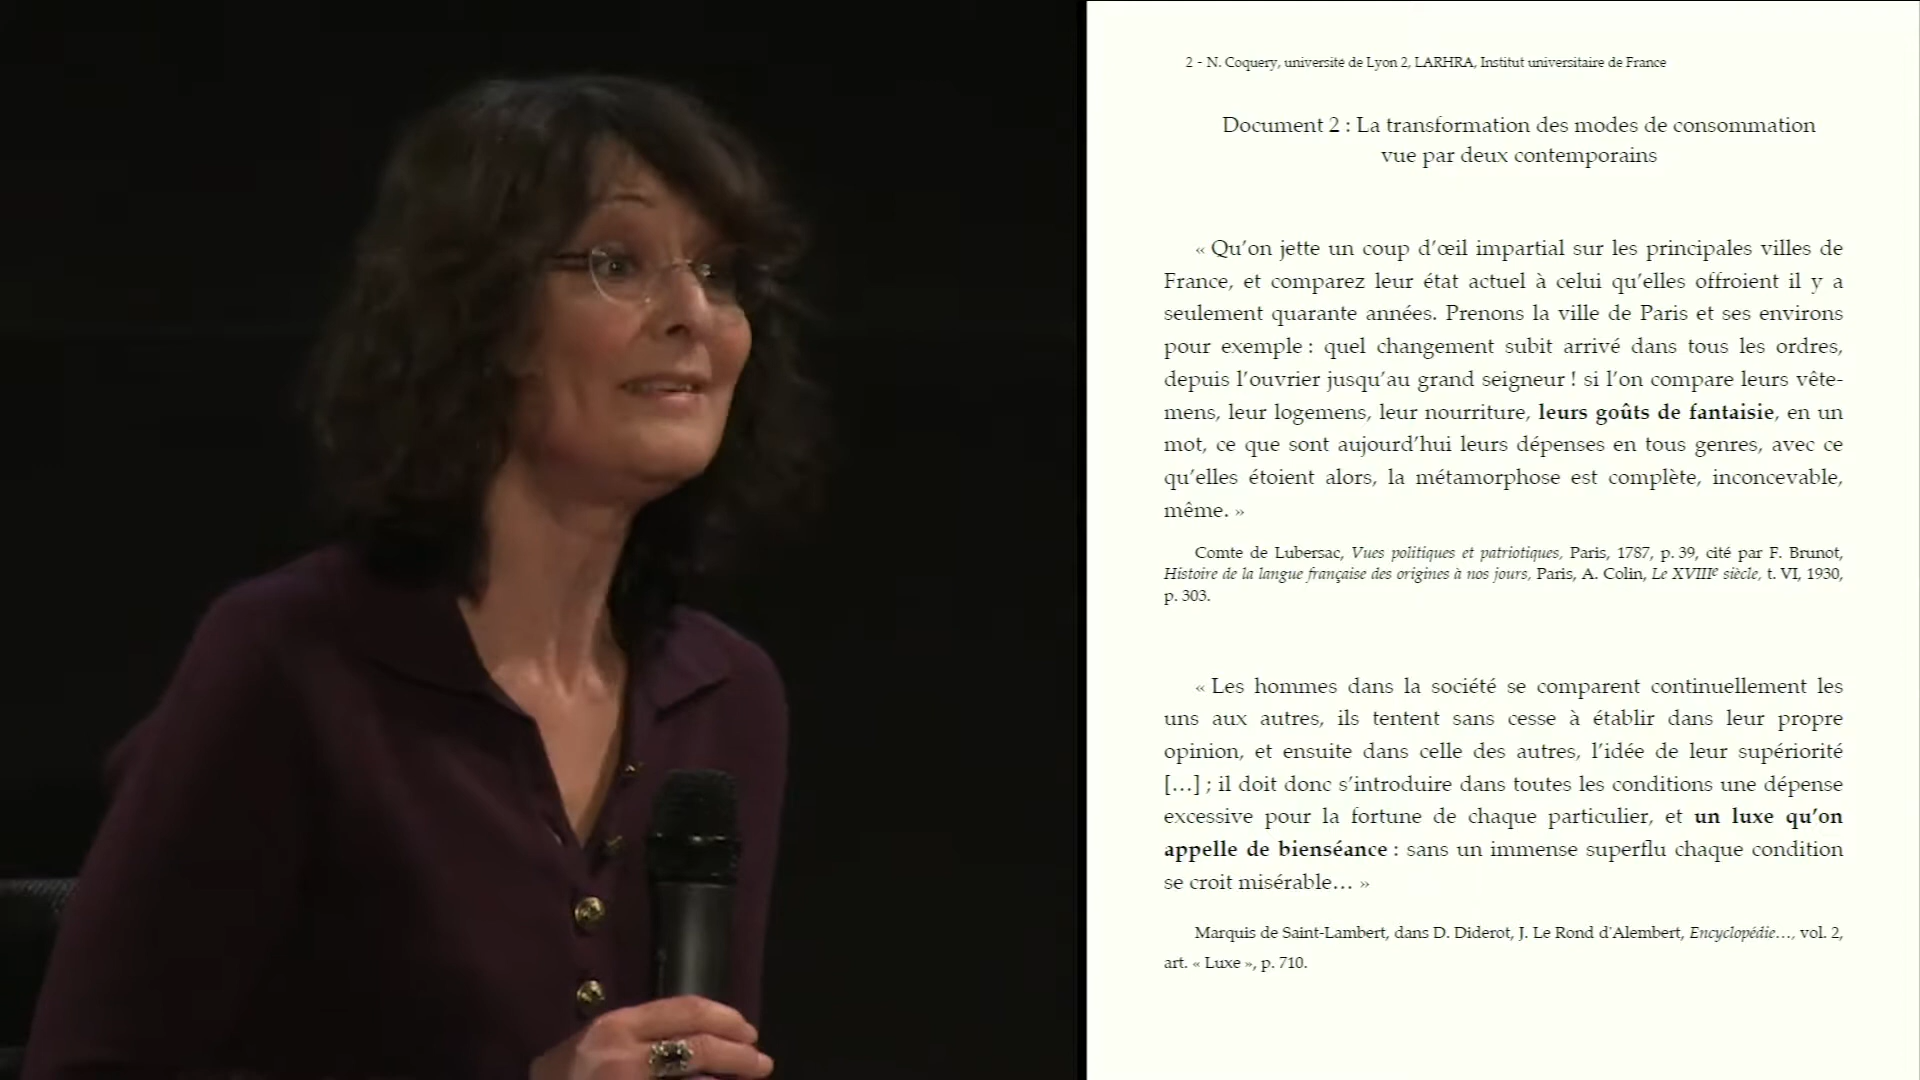 2 - N. Coquery, université de Lyon 2, LARHRA, Institut universitaire de France
Document 2 : La transformation des modes de consommation
vue par deux contemporains
« Qu’on jette un coup d’œil impartial sur les principales villes de
France, et comparez leur état actuel à celui qu’elles offroient il y a
seulement quarante années. Prenons la ville de Paris et ses environs
pour exemple : quel changement subit arrivé dans tous les ordres,
depuis l’ouvrier jusqu’au grand seigneur ! si l’on compare leurs vête-
mens, leur logemens, leur nourriture, leurs goûts de fantaisie, en un
mot, ce que sont aujourd’hui leurs dépenses en tous genres, avec ce
qu’elles étoient alors, la métamorphose est complète, inconcevable,
même. »
Comte de Lubersac, Vues politiques et patriotiques, Paris, 1787, p. 39, cité par F. Brunot,
Histoire de la langue française des origines à nos jours, Paris, A. Colin, Le XVIIIe siècle, t. VI, 1930,
p. 303.
« Les hommes dans la société se comparent continuellement les
uns aux autres, ils tentent sans cesse à établir dans leur propre
opinion, et ensuite dans celle des autres, l’idée de leur supériorité
[…] ; il doit donc s’introduire dans toutes les conditions une dépense
excessive pour la fortune de chaque particulier, et un luxe qu’on
appelle de bienséance : sans un immense superflu chaque condition
se croit misérable… »
Marquis de Saint-Lambert, dans D. Diderot, J. Le Rond d'Alembert, Encyclopédie…, vol. 2,
art. « Luxe », p. 710.